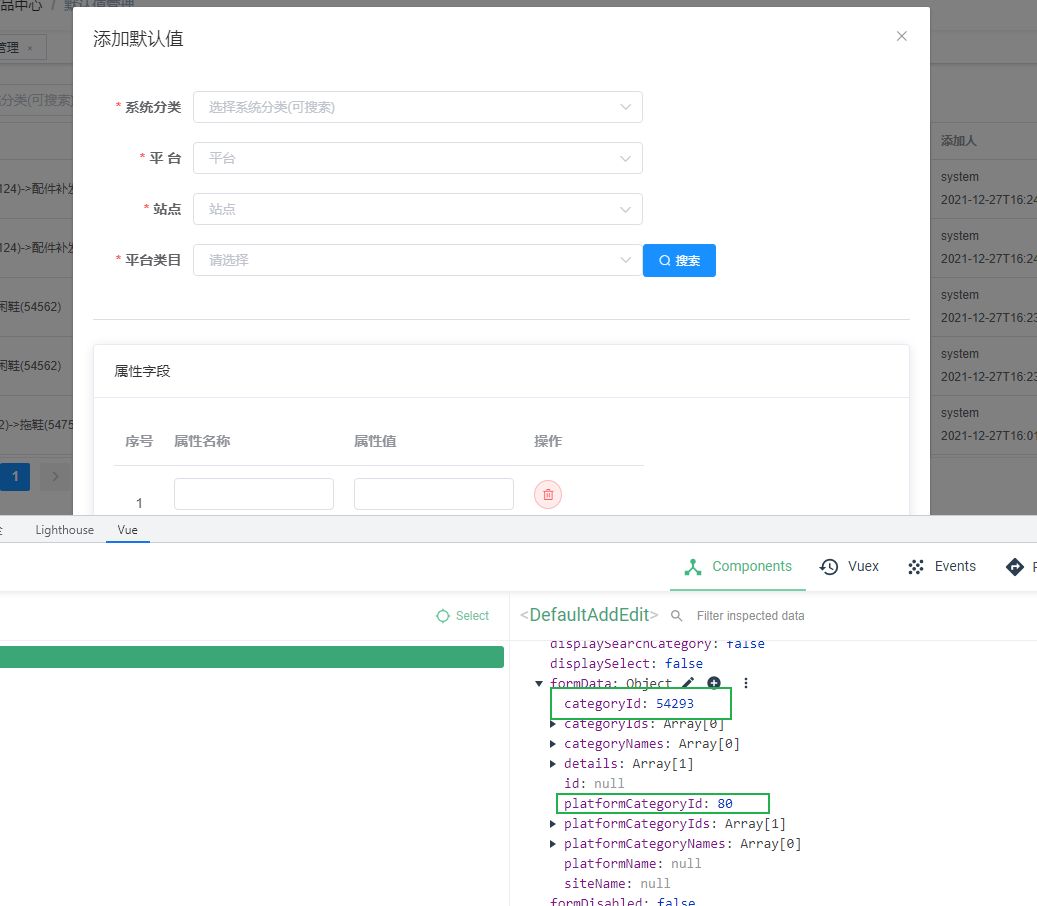 品中心 / 默认值管理
管理 ×
分类(可搜索)
添加默认值
* 系统分类 选择系统分类(可搜索)
* 平 台 平台
* 站点 站点
* 平台类目 请选择 搜索
属性字段
序号 属性名称 属性值 操作
1
124)->配件补发
124)->配件补发
闲鞋(54562)
闲鞋(54562)
2)->拖鞋(5475
1
添加人
system
2021-12-27T16:24
system
2021-12-27T16:24
system
2021-12-27T16:23
system
2021-12-27T16:23
system
2021-12-27T16:01
Lighthouse Vue
Components Vuex Events
Select <DefaultAddEdit> Filter inspected data
displaySearchCategory: false
displaySelect: false
formData: Object
categoryId: 54293
categoryIds: Array[0]
categoryNames: Array[0]
details: Array[1]
id: null
platformCategoryId: 80
platformCategoryIds: Array[1]
platformCategoryNames: Array[0]
platformName: null
siteName: null
formDisabled: false